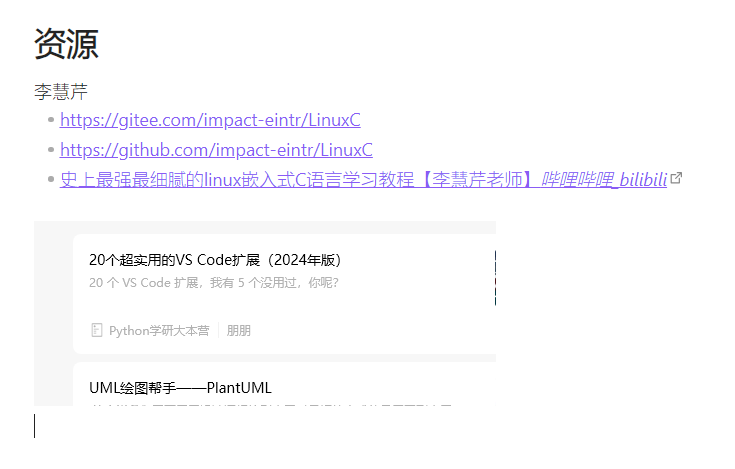 资源
李慧芹
https://gitee.com/impact-eintr/LinuxC
https://github.com/impact-eintr/LinuxC
史上最强最细腻的linux嵌入式C语言学习教程【李慧芹老师】哔哩哔哩_bilibili
20个超实用的VS Code扩展（2024年版）
20 个 VS Code 扩展，我有 5 个没用过，你呢？
Python学研大本营 朋朋
UML绘图帮手——PlantUML